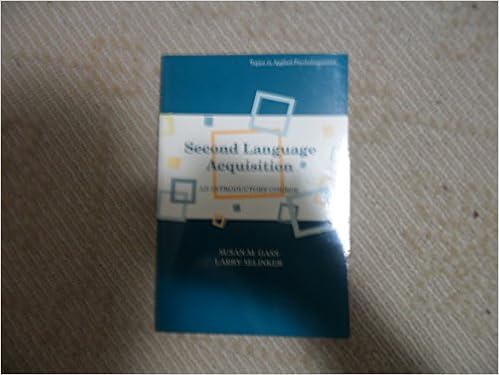 Topics in Applied Psycholinguistics
Second Language
Acquisition
AN INTRODUCTORY COURSE
SUSAN M. GASS
LARRY SELINKER